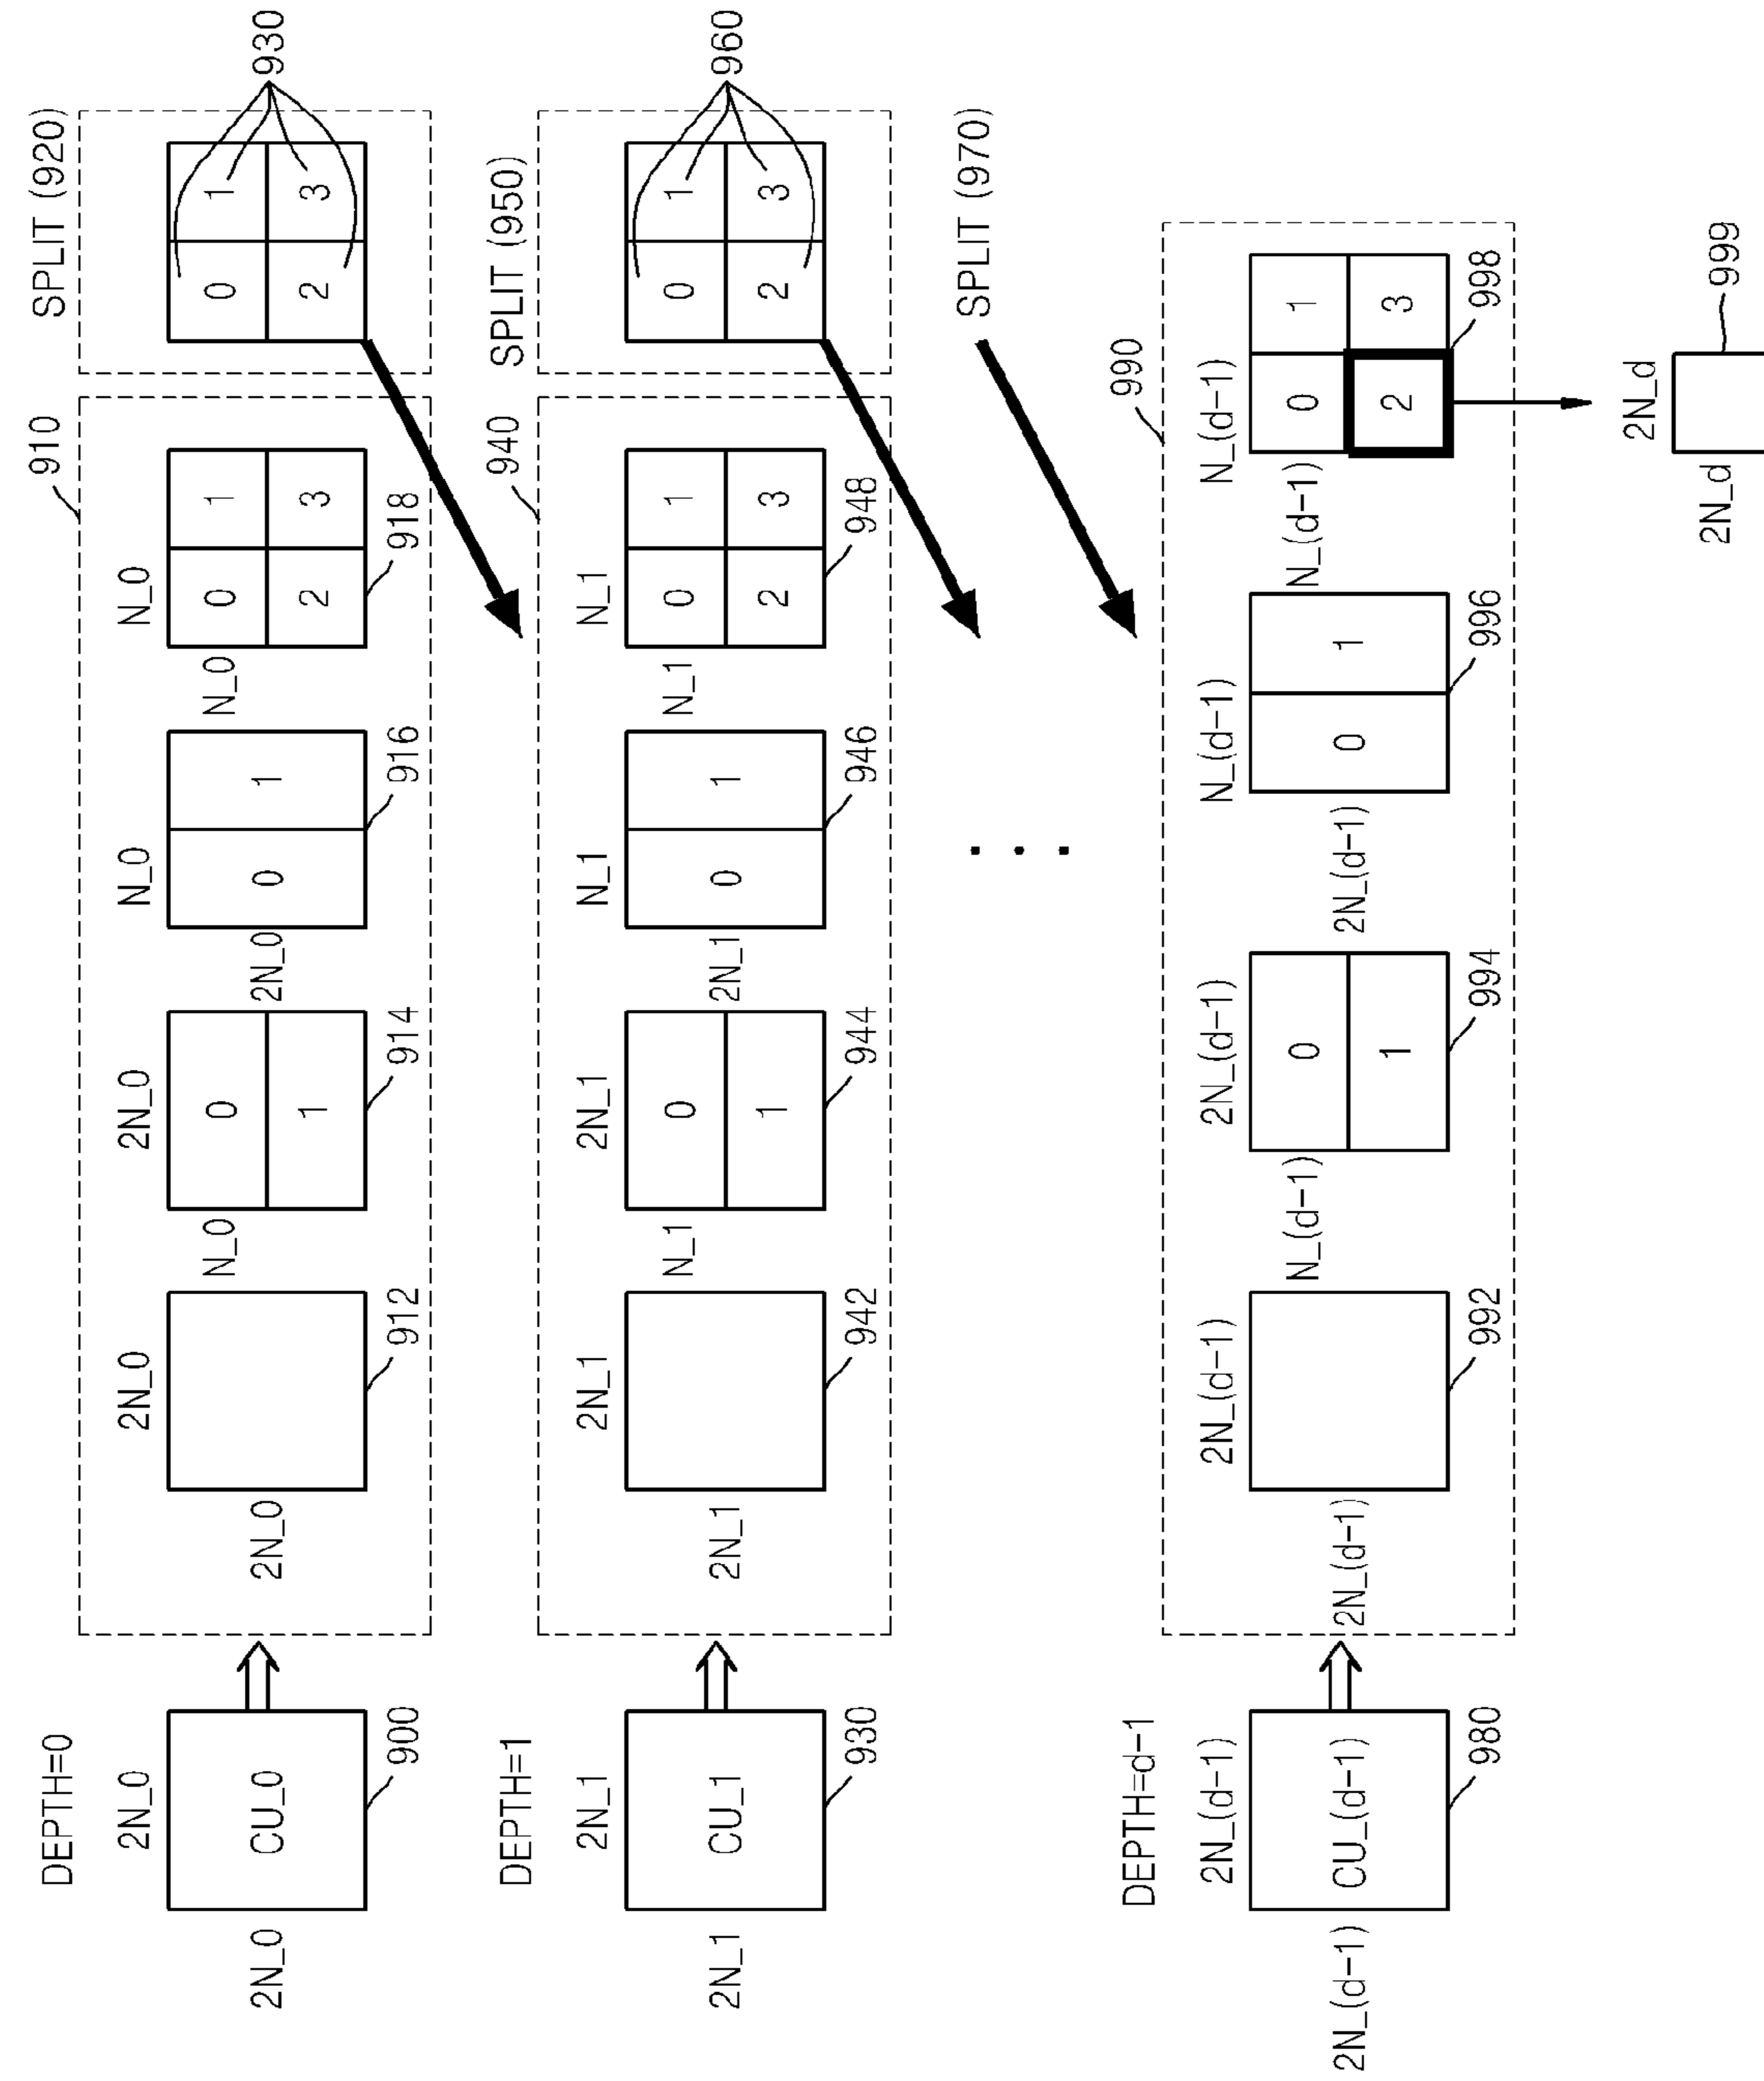 DEPTH=0 910 SPLIT (920)
2N_0 2N_0 2N_0 N_0 N_0
N_0 0 N_0 0 1 0 1
2N_0 CU_0 2N_0 2N_0 0 1 930
1 2 3 2 3
900 912 914 916 918
DEPTH=1 940 SPLIT (950)
2N_1 2N_1 2N_1 N_1 N_1
N_1 0 N_1 0 1 0 1
2N_1 CU_1 2N_1 2N_1 0 1 960
1 2 3 2 3
930 942 944 946 948
SPLIT (970)
. . .
DEPTH=d-1 990
2N_(d-1) 2N_(d-1) 2N_(d-1) N_(d-1) N_(d-1)
N_(d-1) 0 N_(d-1) 0 1
2N_(d-1) CU_(d-1) 2N_(d-1) 2N_(d-1) 0 1
1 2 3
980 992 994 996 998
2N_d
2N_d 999